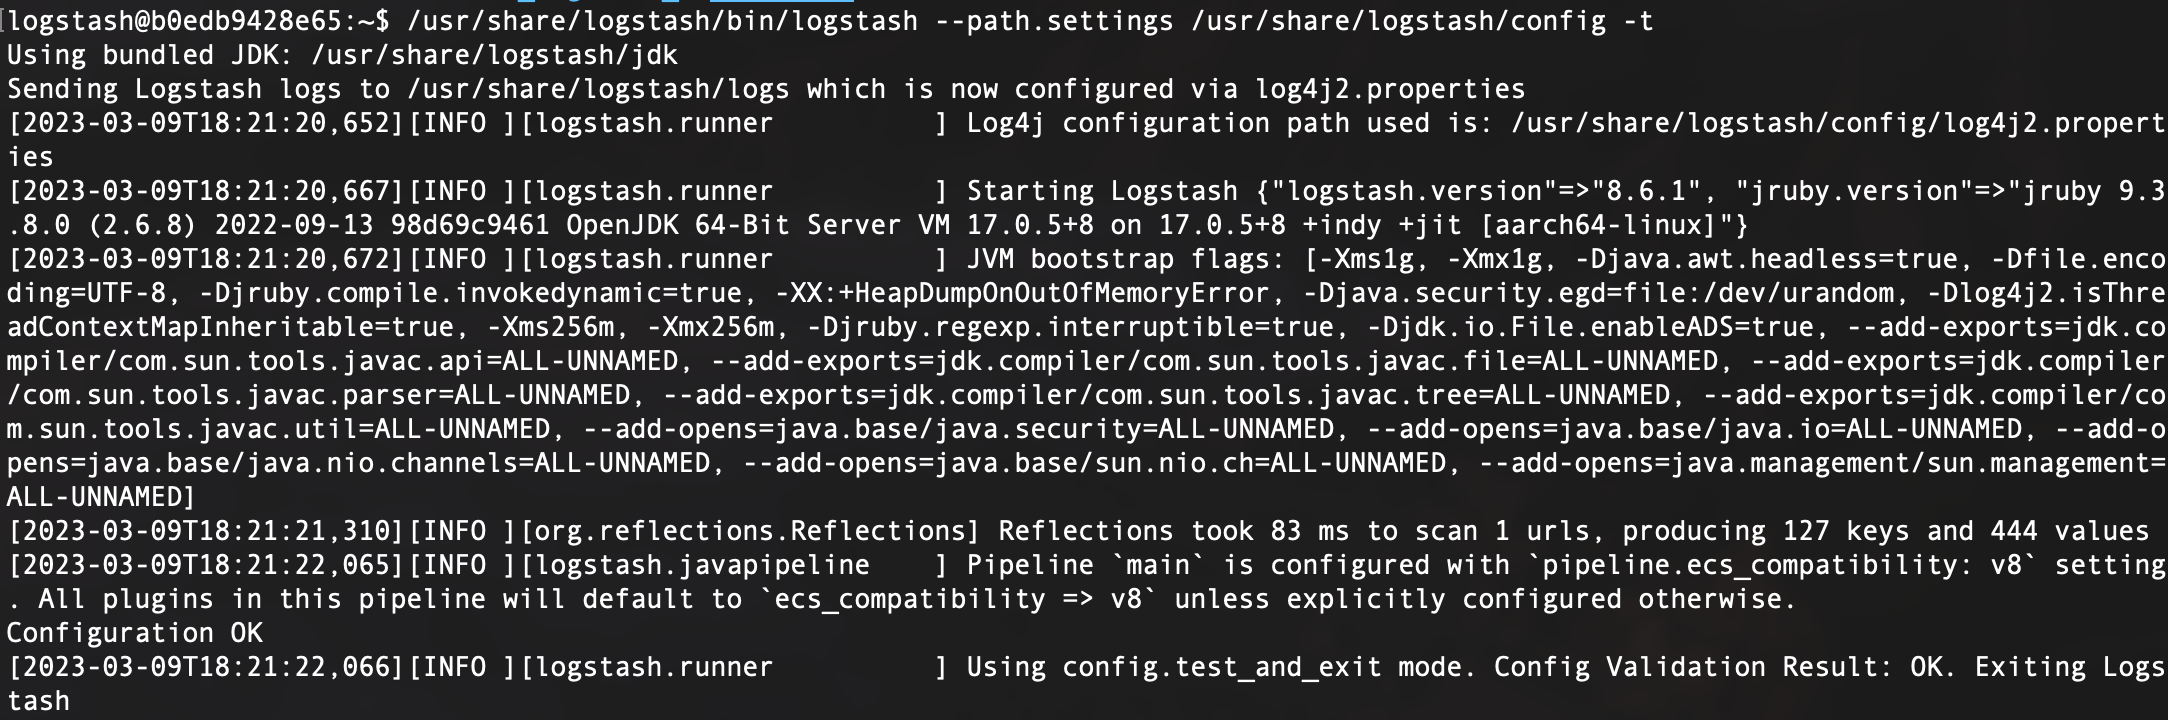 logstash@b0edb9428e65:~$ /usr/share/logstash/bin/logstash --path.settings /usr/share/logstash/config -t
Using bundled JDK: /usr/share/logstash/jdk
Sending Logstash logs to /usr/share/logstash/logs which is now configured via log4j2.properties
[2023-03-09T18:21:20,652][INFO ][logstash.runner          ] Log4j configuration path used is: /usr/share/logstash/config/log4j2.propert
ies
[2023-03-09T18:21:20,667][INFO ][logstash.runner          ] Starting Logstash {"logstash.version"=>"8.6.1", "jruby.version"=>"jruby 9.3
.8.0 (2.6.8) 2022-09-13 98d69c9461 OpenJDK 64-Bit Server VM 17.0.5+8 on 17.0.5+8 +indy +jit [aarch64-linux]"}
[2023-03-09T18:21:20,672][INFO ][logstash.runner          ] JVM bootstrap flags: [-Xms1g, -Xmx1g, -Djava.awt.headless=true, -Dfile.enco
ding=UTF-8, -Djruby.compile.invokedynamic=true, -XX:+HeapDumpOnOutOfMemoryError, -Djava.security.egd=file:/dev/urandom, -Dlog4j2.isThre
adContextMapInheritable=true, -Xms256m, -Xmx256m, -Djruby.regexp.interruptible=true, -Djdk.io.File.enableADS=true, --add-exports=jdk.co
mpiler/com.sun.tools.javac.api=ALL-UNNAMED, --add-exports=jdk.compiler/com.sun.tools.javac.file=ALL-UNNAMED, --add-exports=jdk.compiler
/com.sun.tools.javac.parser=ALL-UNNAMED, --add-exports=jdk.compiler/com.sun.tools.javac.tree=ALL-UNNAMED, --add-exports=jdk.compiler/co
m.sun.tools.javac.util=ALL-UNNAMED, --add-opens=java.base/java.security=ALL-UNNAMED, --add-opens=java.base/java.io=ALL-UNNAMED, --add-o
pens=java.base/java.nio.channels=ALL-UNNAMED, --add-opens=java.base/sun.nio.ch=ALL-UNNAMED, --add-opens=java.management/sun.management=
ALL-UNNAMED]
[2023-03-09T18:21:21,310][INFO ][org.reflections.Reflections] Reflections took 83 ms to scan 1 urls, producing 127 keys and 444 values
[2023-03-09T18:21:22,065][INFO ][logstash.javapipeline    ] Pipeline `main` is configured with `pipeline.ecs_compatibility: v8` setting
. All plugins in this pipeline will default to `ecs_compatibility => v8` unless explicitly configured otherwise.
Configuration OK
[2023-03-09T18:21:22,066][INFO ][logstash.runner          ] Using config.test_and_exit mode. Config Validation Result: OK. Exiting Logs
tash